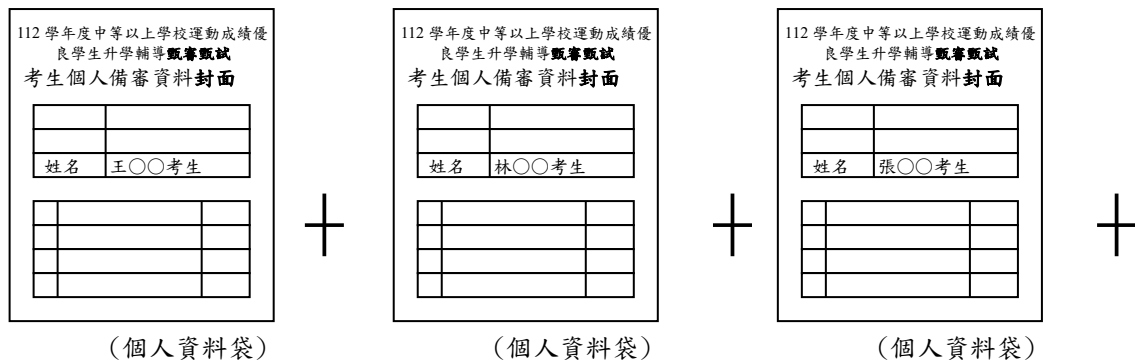 112 學年度中等以上學校運動成績優
良學生升學輔導甄審甄試
考生個人備審資料封面
姓名 王○○考生
(個人資料袋)
+
112 學年度中等以上學校運動成績優
良學生升學輔導甄審甄試
考生個人備審資料封面
姓名 林○○考生
(個人資料袋)
+
112 學年度中等以上學校運動成績優
良學生升學輔導甄審甄試
考生個人備審資料封面
姓名 張○○考生
(個人資料袋)
+